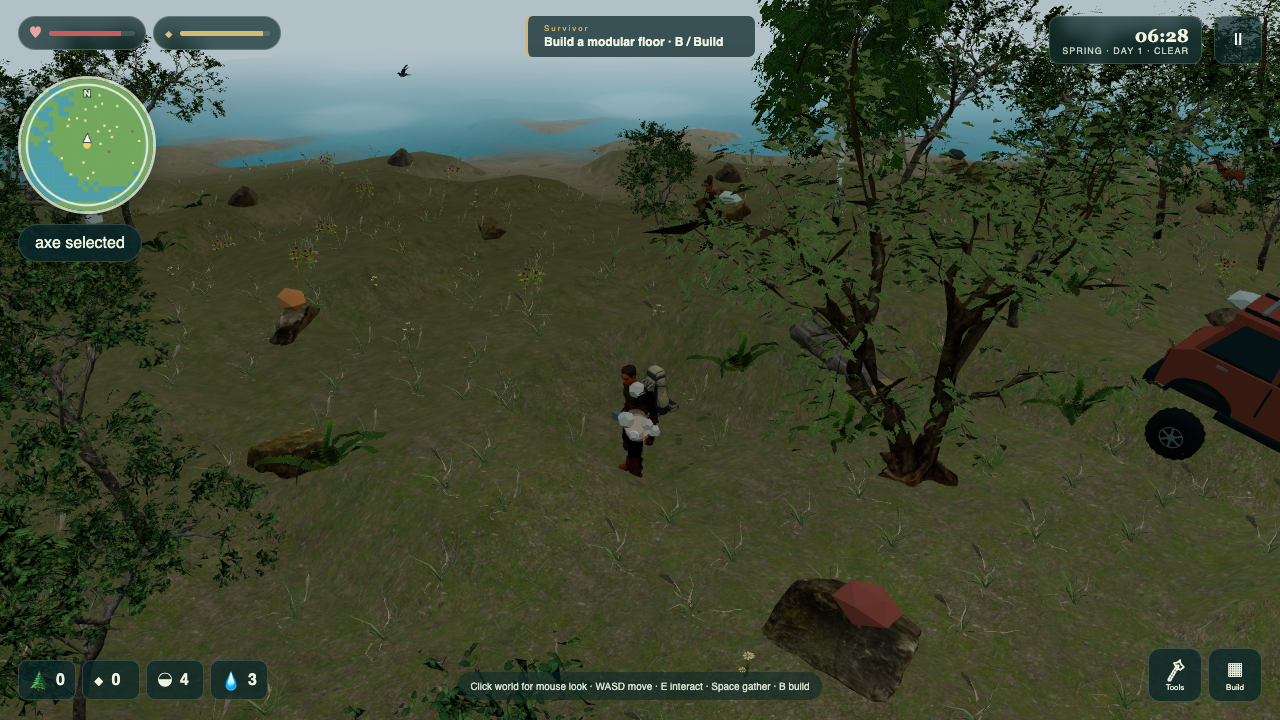 Survivor
Build a modular floor · B / Build
06:28
SPRING · DAY 1 · CLEAR
N
axe selected
0
0
4
3
Click world for mouse look · WASD move · E interact · Space gather · B build
Tools
Build